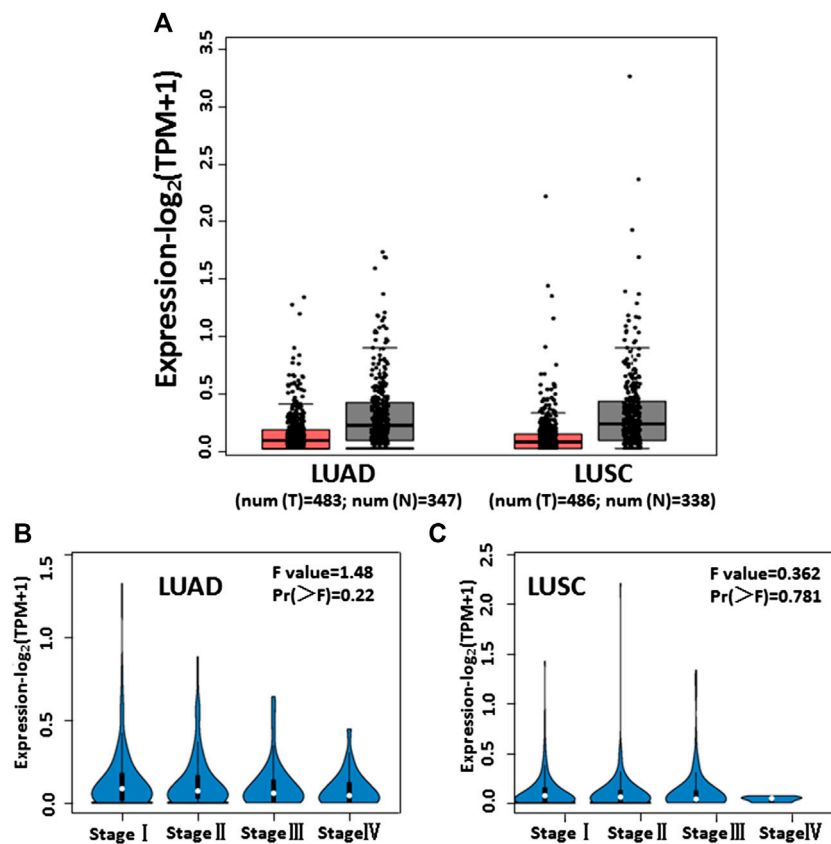 A
Expression-log₂(TPM+1)
3.5
3.0
2.5
2.0
1.5
1.0
0.5
0.0
LUAD
LUSC
(num (T)=483; num (N)=347)
(num (T)=486; num (N)=338)
B
Expression-log₂(TPM+1)
1.5
1.0
0.5
0.0
LUAD
F value=1.48
Pr(>F)=0.22
Stage Ⅰ
Stage Ⅱ
Stage Ⅲ
StageⅣ
C
Expression-log₂(TPM+1)
2.5
2.0
1.5
1.0
0.5
0.0
LUSC
F value=0.362
Pr(>F)=0.781
Stage Ⅰ
Stage Ⅱ
Stage Ⅲ
StageⅣ